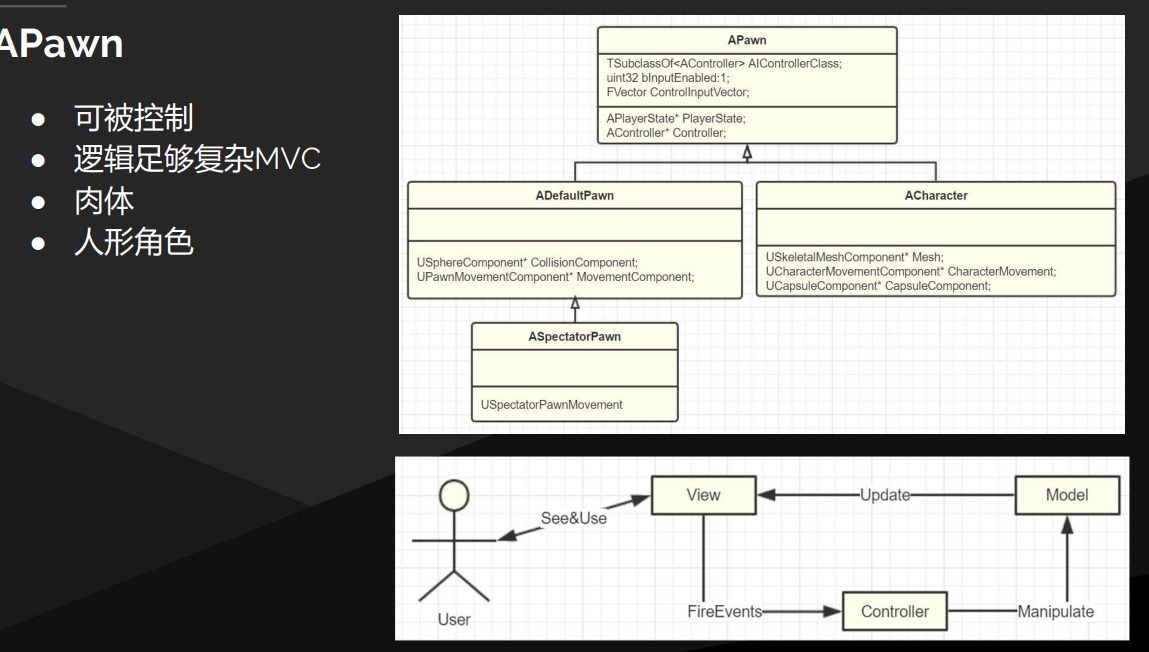 APawn
● 可被控制
● 逻辑足够复杂MVC
● 肉体
● 人形角色
APawn
TSubclassOf<AController> AIControllerClass;
uint32 bInputEnabled:1;
FVector ControlInputVector;
APlayerState* PlayerState;
AController* Controller;
ADefaultPawn
USphereComponent* CollisionComponent;
UPawnMovementComponent* MovementComponent;
ACharacter
USkeletalMeshComponent* Mesh;
UCharacterMovementComponent* CharacterMovement;
UCapsuleComponent* CapsuleComponent;
ASpectatorPawn
USpectatorPawnMovement
User
See&Use
View
Update
Model
FireEvents
Controller
Manipulate